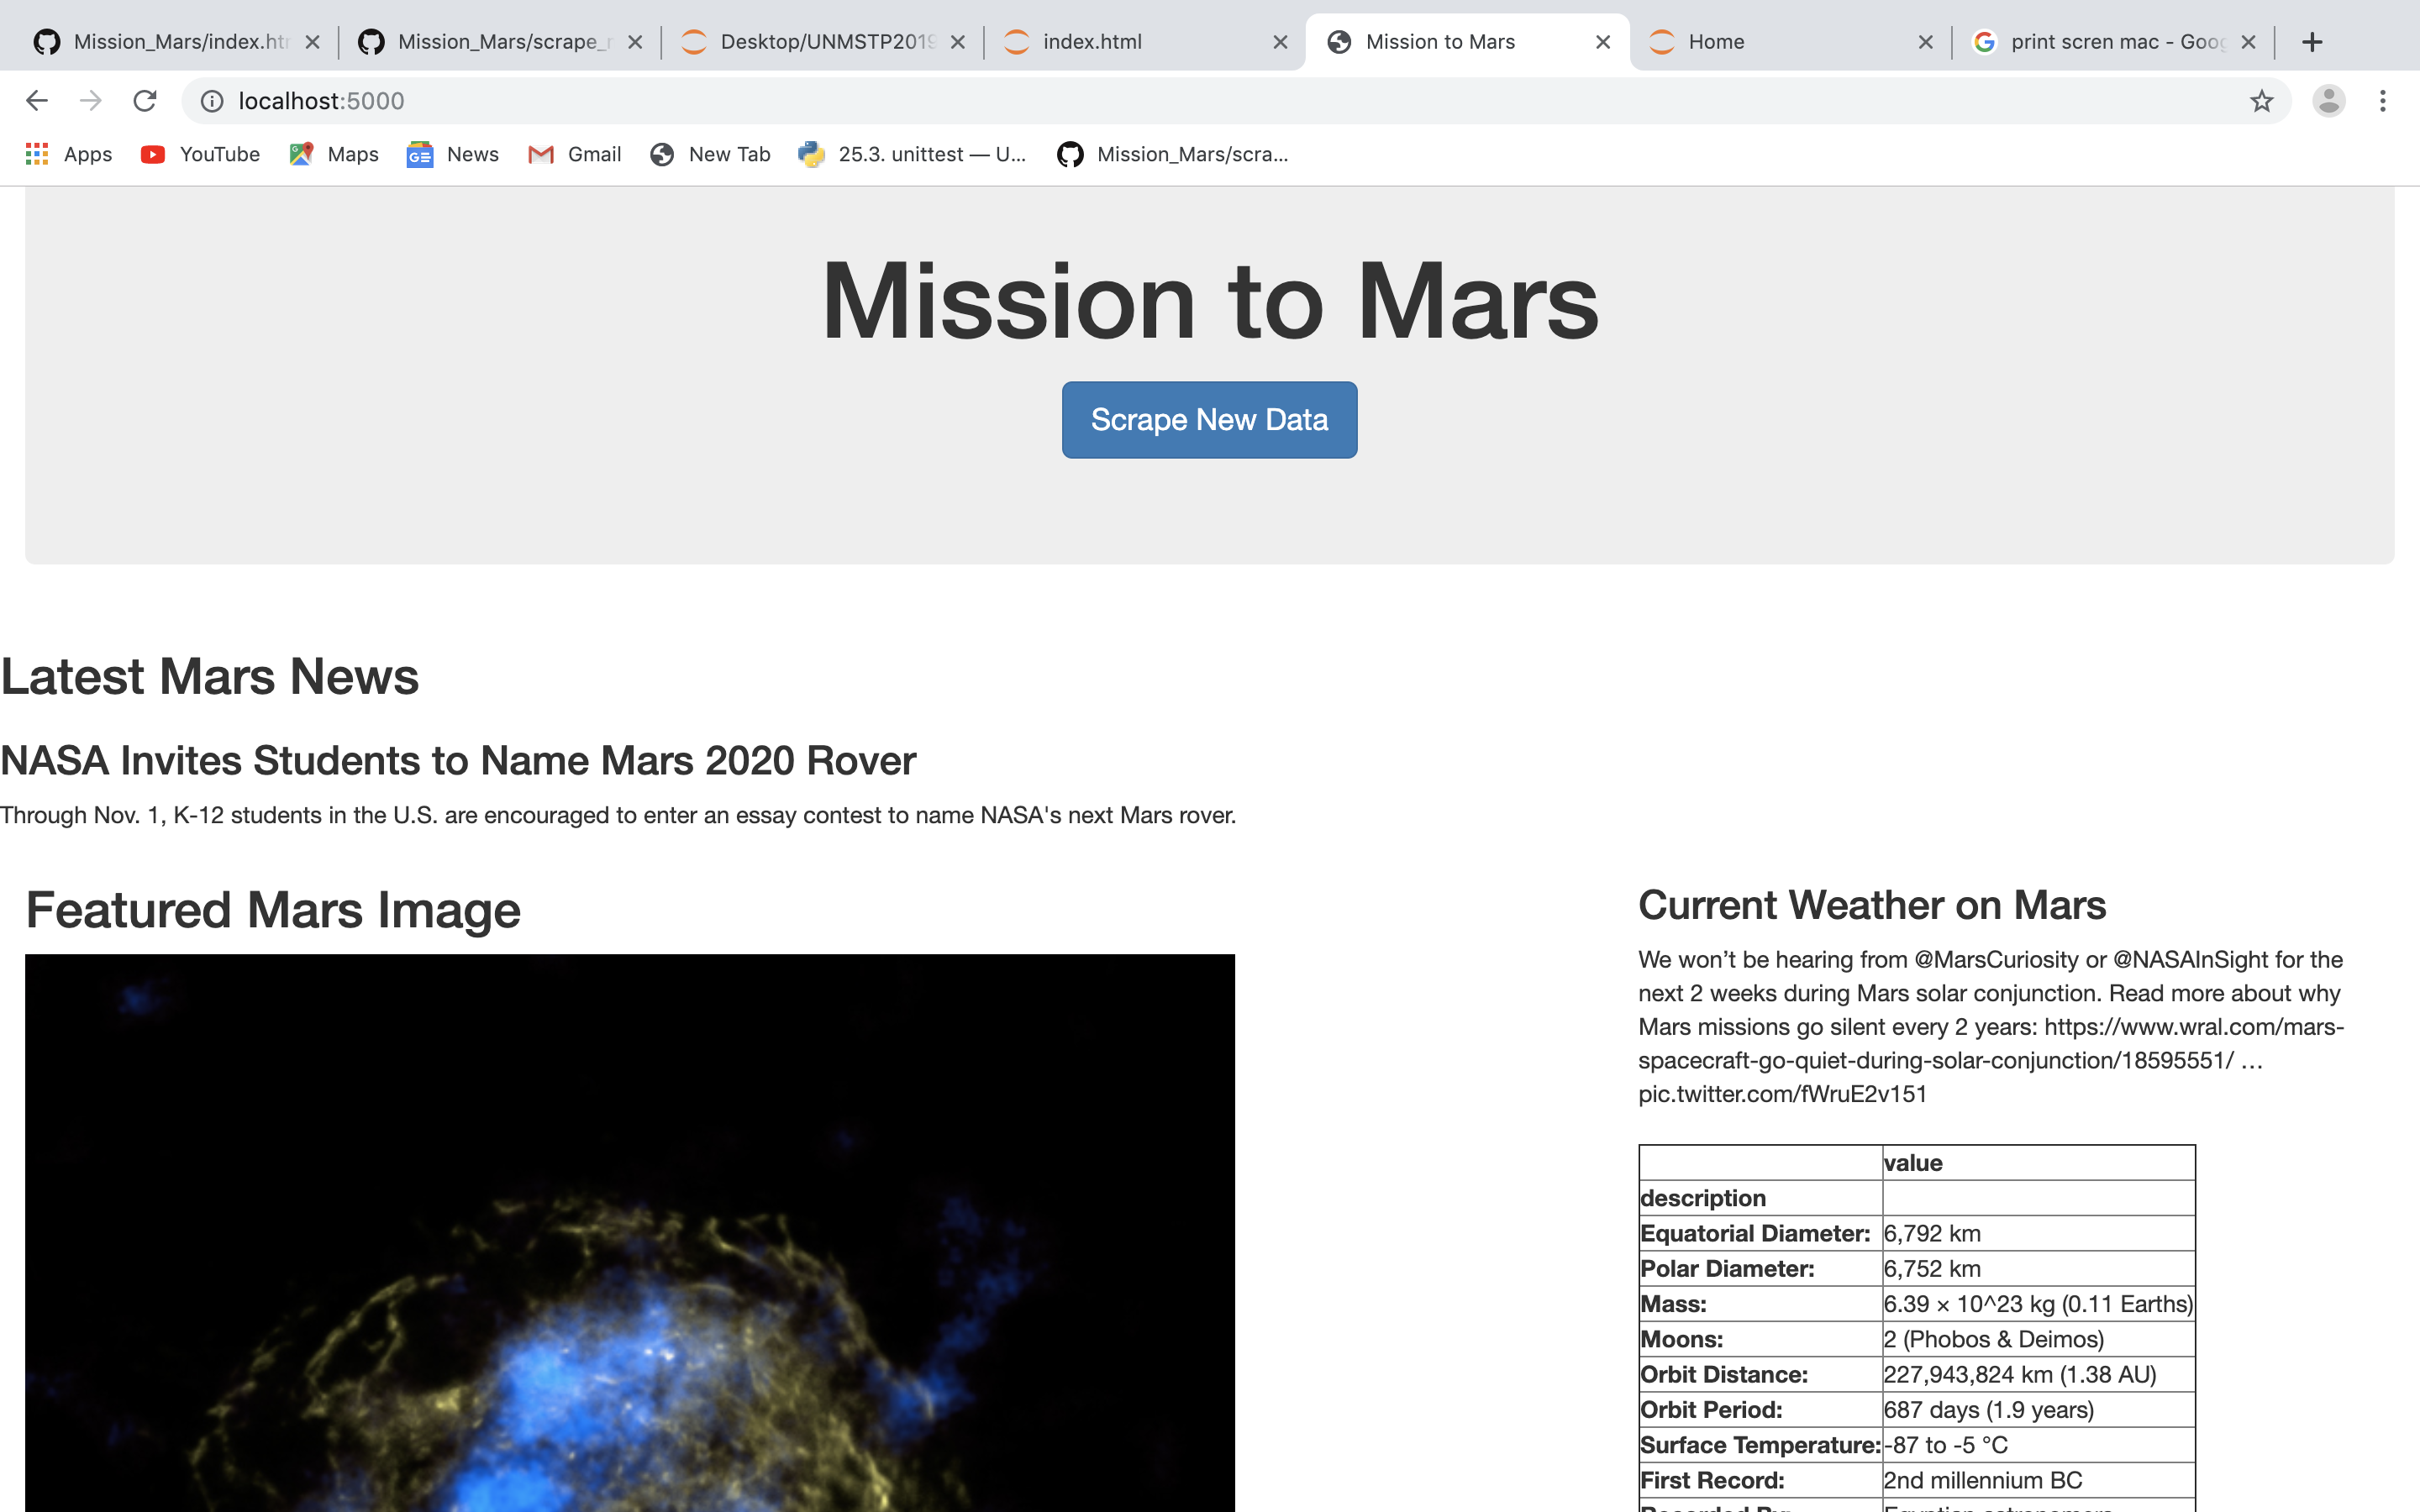 Mission_Mars/index.htm
Mission_Mars/scrape_
Desktop/UNMSTP2019
index.html
Mission to Mars
Home
print scren mac - Goog
localhost:5000
Apps
YouTube
Maps
News
Gmail
New Tab
25.3. unittest — U...
Mission_Mars/scra...
Mission to Mars
Scrape New Data
Latest Mars News
NASA Invites Students to Name Mars 2020 Rover
Through Nov. 1, K-12 students in the U.S. are encouraged to enter an essay contest to name NASA's next Mars rover.
Featured Mars Image
Current Weather on Mars
We won’t be hearing from @MarsCuriosity or @NASAInSight for the
next 2 weeks during Mars solar conjunction. Read more about why
Mars missions go silent every 2 years: https://www.wral.com/mars-
spacecraft-go-quiet-during-solar-conjunction/18595551/ …
pic.twitter.com/fWruE2v151
value
description
Equatorial Diameter: 6,792 km
Polar Diameter: 6,752 km
Mass: 6.39 × 10^23 kg (0.11 Earths)
Moons: 2 (Phobos & Deimos)
Orbit Distance: 227,943,824 km (1.38 AU)
Orbit Period: 687 days (1.9 years)
Surface Temperature: -87 to -5 °C
First Record: 2nd millennium BC